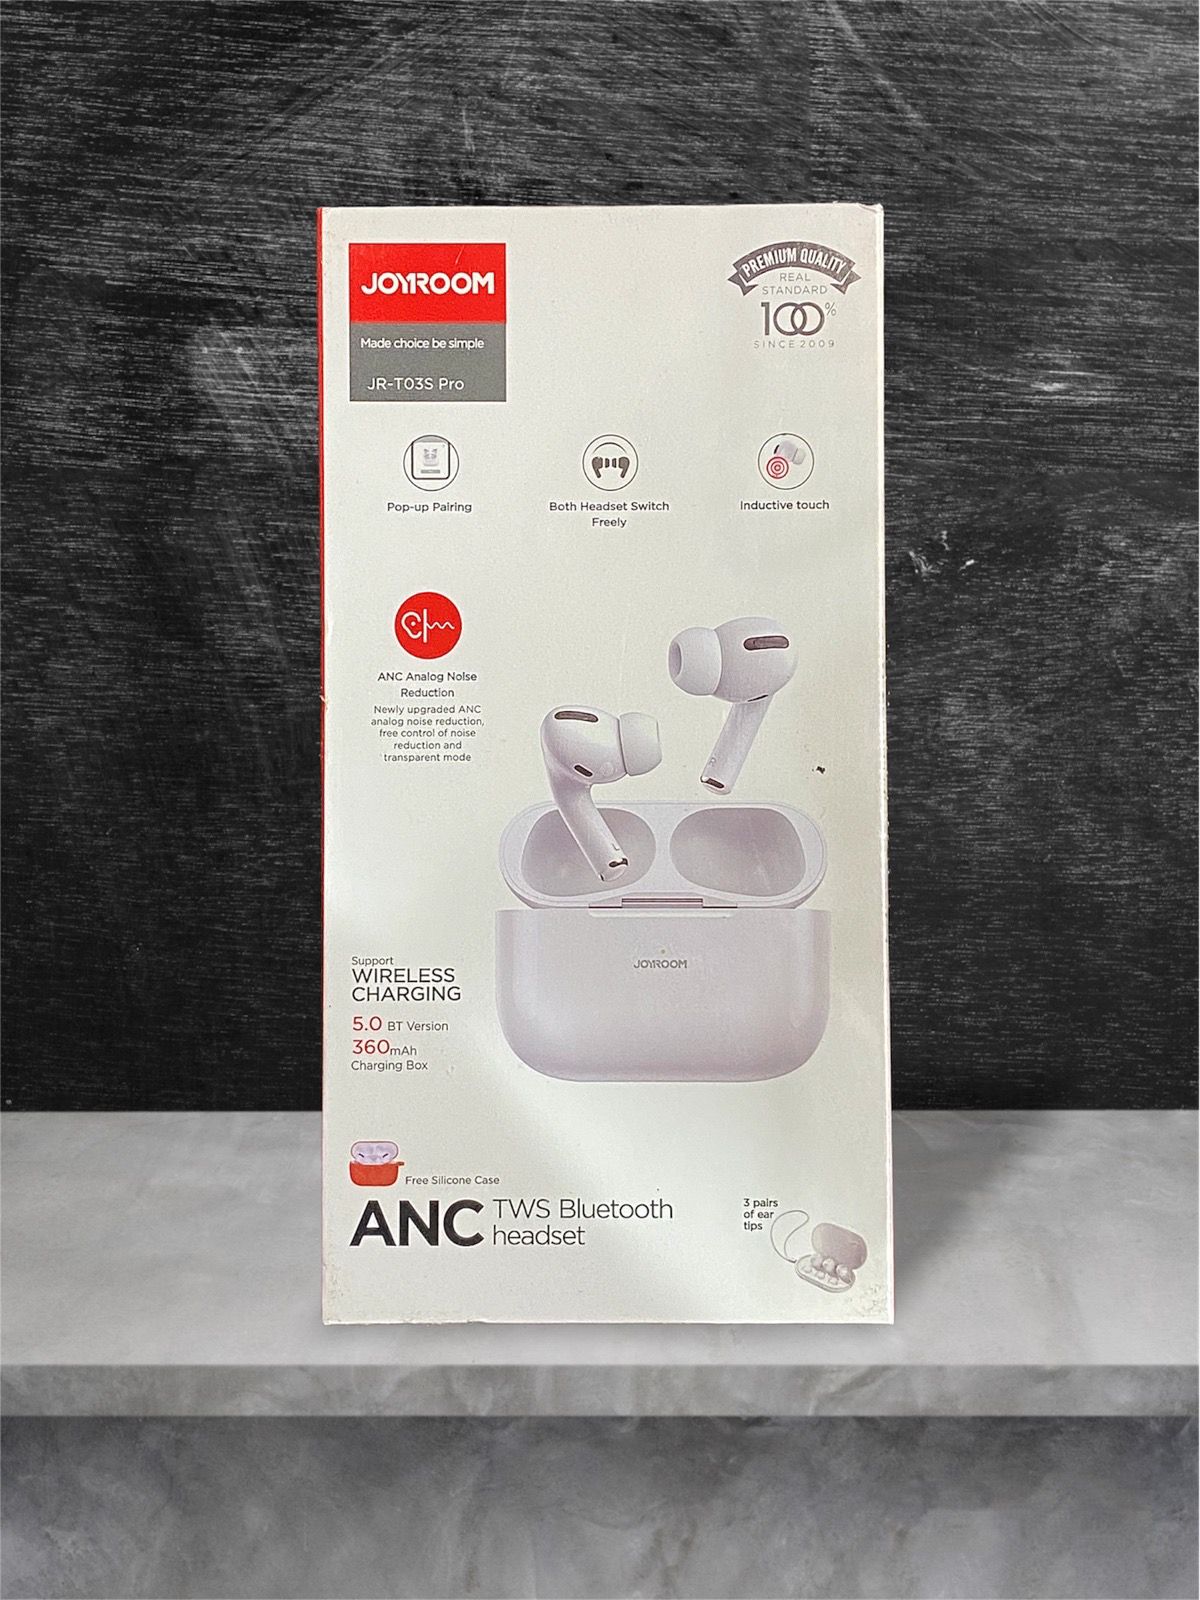 JOYROOM
Made choice be simple
JR-T03S Pro
PREMIUM QUALITY
REAL
STANDARD
100%
SINCE 2009
Pop-up Pairing
Both Headset Switch
Freely
Inductive touch
ANC Analog Noise
Reduction
Newly upgraded ANC
analog noise reduction,
free control of noise
reduction and
transparent mode
JOYROOM
Support
WIRELESS
CHARGING
5.0 BT Version
360mAh
Charging Box
Free Silicone Case
ANC TWS Bluetooth
headset
3 pairs
of ear
tips